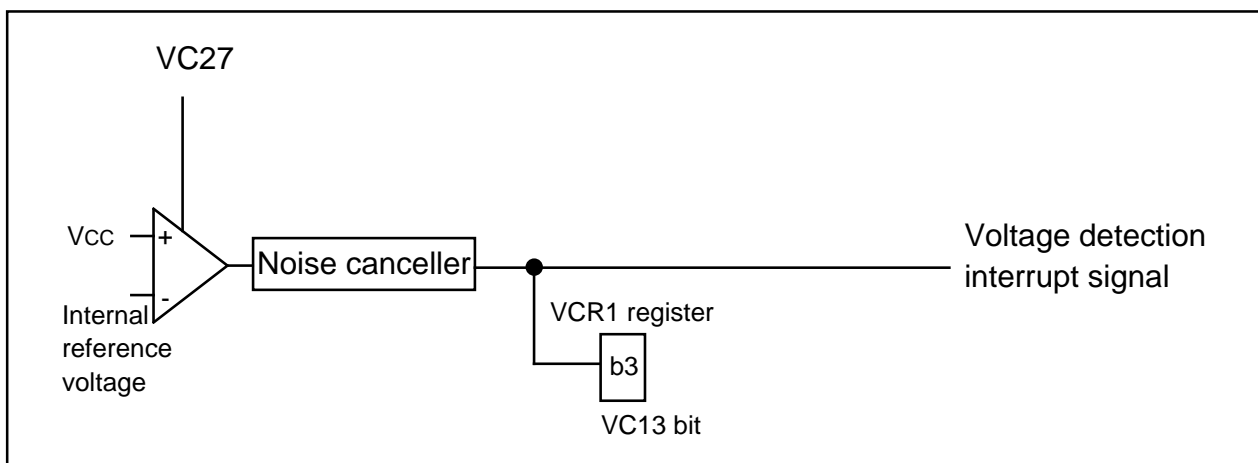 VC27
VCC
+
-
Internal
reference
voltage
Noise canceller
VCR1 register
b3
VC13 bit
Voltage detection
interrupt signal